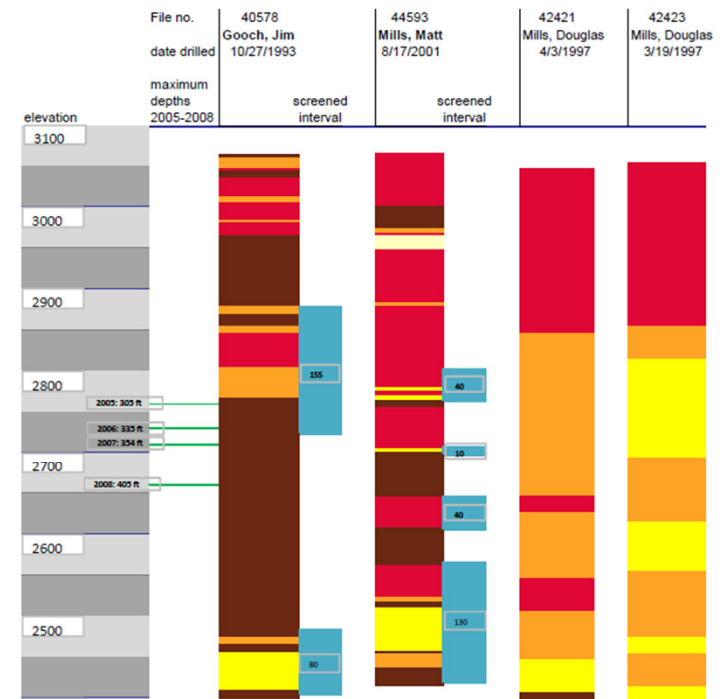 File no.
40578
44593
42421
42423
Gooch, Jim
Mills, Matt
Mills, Douglas
Mills, Douglas
date drilled
10/27/1993
8/17/2001
4/3/1997
3/19/1997
maximum
depths
2005-2008
screened
interval
screened
interval
elevation
3100
3000
2900
155
2800
40
2005: 305 ft
2006: 335 ft
2007: 354 ft
10
2700
2008: 405 ft
40
2600
130
2500
80